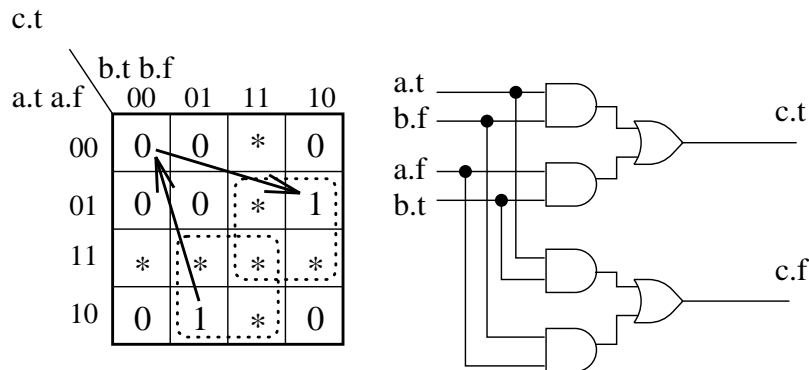 c.t
b.t b.f
a.t a.f 00 01 11 10
00 0 0 * 0
01 0 0 * 1
11 * * * *
10 0 1 * 0
a.t
b.f
a.f
b.t
c.t
c.f